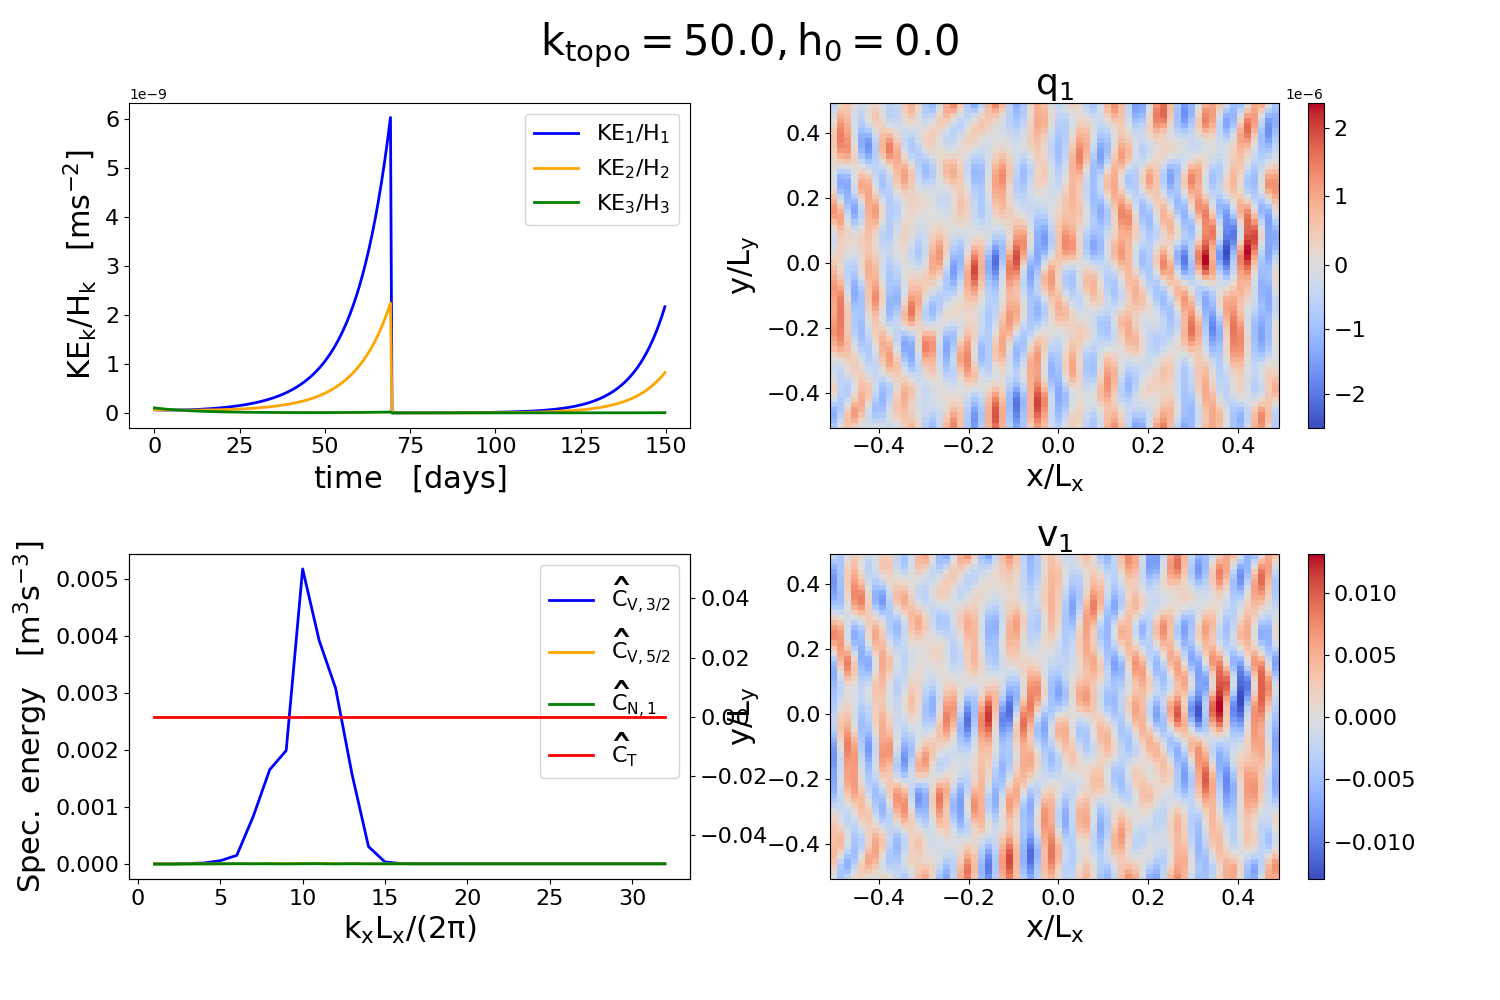 k_topo = 50.0, h_0 = 0.0
1e−9
KE_k/H_k [ms^−2]
6
5
4
3
2
1
0
KE_1/H_1
KE_2/H_2
KE_3/H_3
0 25 50 75 100 125 150
time [days]
q_1
1e−6
y/L_y
0.4
0.2
0.0
−0.2
−0.4
−0.4 −0.2 0.0 0.2 0.4
x/L_x
2
1
0
−1
−2
Spec. energy [m^3s^−3]
0.005
0.004
0.003
0.002
0.001
0.000
Ĉ_V,3/2
Ĉ_V,5/2
Ĉ_N,1
Ĉ_T
0.04
0.02
0.00
−0.02
−0.04
0 5 10 15 20 25 30
k_xL_x/(2π)
v_1
y/L_y
0.4
0.2
0.0
−0.2
−0.4
−0.4 −0.2 0.0 0.2 0.4
x/L_x
0.010
0.005
0.000
−0.005
−0.010